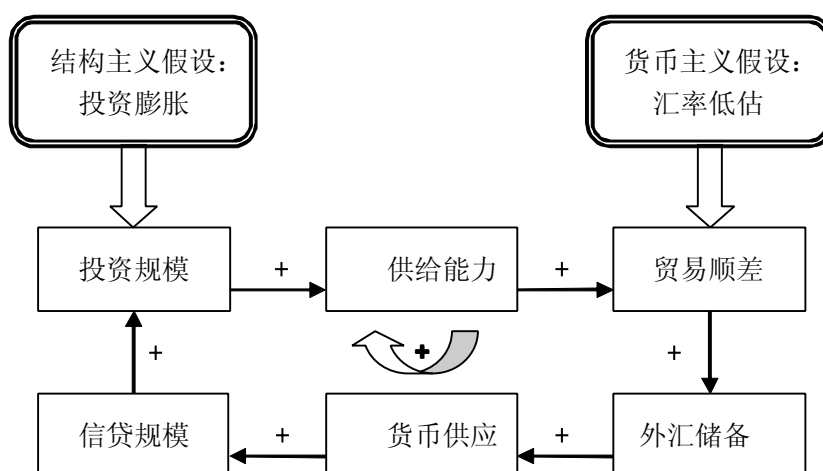 结构主义假设：
投资膨胀
货币主义假设：
汇率低估
投资规模
+
供给能力
+
贸易顺差
+
+
+
信贷规模
+
货币供应
+
外汇储备